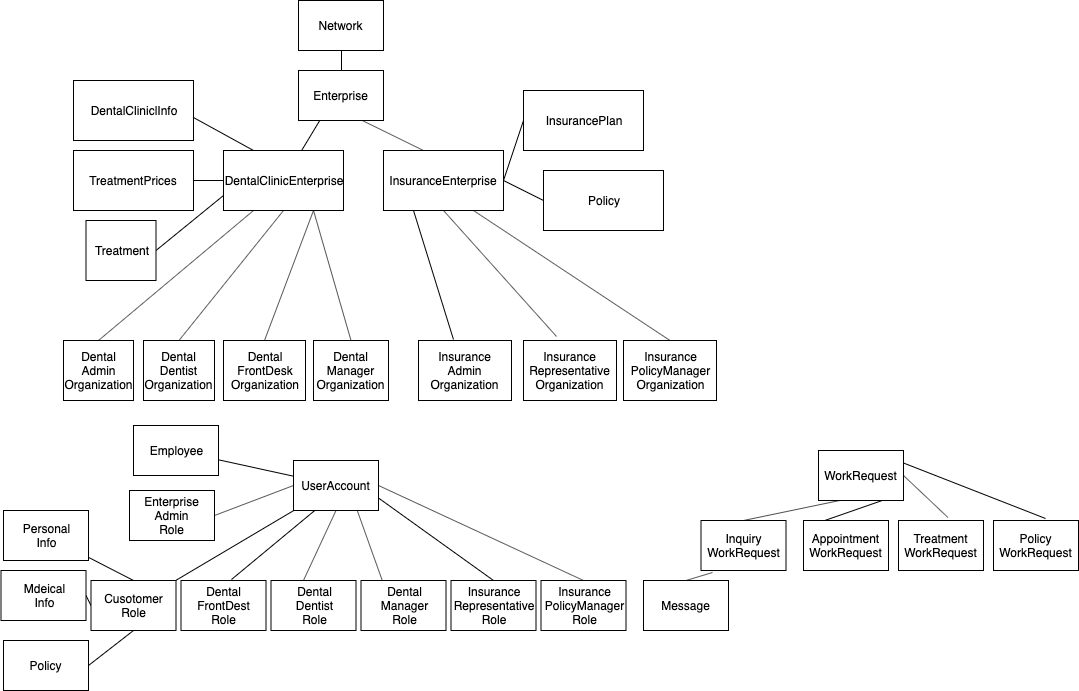 Network
Enterprise
DentalClinicInfo
InsurancePlan
TreatmentPrices
DentalClinicEnterprise
InsuranceEnterprise
Policy
Treatment
Dental
Admin
Organization
Dental
Dentist
Organization
Dental
FrontDesk
Organization
Dental
Manager
Organization
Insurance
Admin
Organization
Insurance
Representative
Organization
Insurance
PolicyManager
Organization
Employee
UserAccount
Enterprise
Admin
Role
WorkRequest
Personal
Info
Inquiry
WorkRequest
Appointment
WorkRequest
Treatment
WorkRequest
Policy
WorkRequest
Mdeical
Info
Cusotomer
Role
Dental
FrontDest
Role
Dental
Dentist
Role
Dental
Manager
Role
Insurance
Representative
Role
Insurance
PolicyManager
Role
Message
Policy